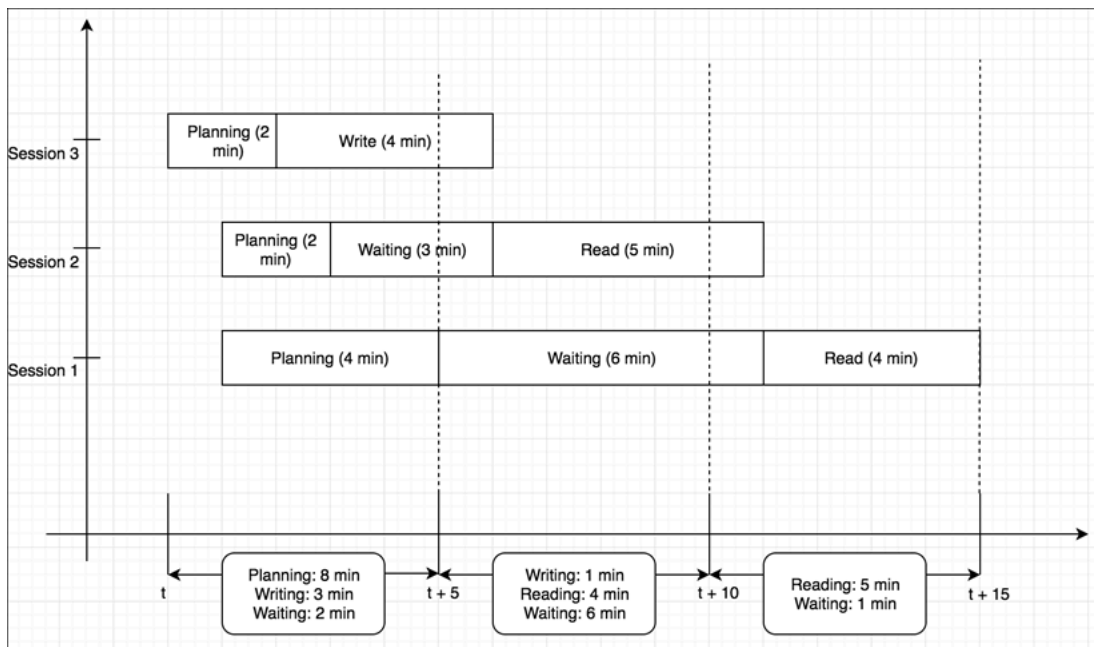 Session 3
Planning (2
min)
Write (4 min)
Session 2
Planning (2
min)
Waiting (3 min)
Read (5 min)
Session 1
Planning (4 min)
Waiting (6 min)
Read (4 min)
t
Planning: 8 min
Writing: 3 min
Waiting: 2 min
t + 5
Writing: 1 min
Reading: 4 min
Waiting: 6 min
t + 10
Reading: 5 min
Waiting: 1 min
t + 15